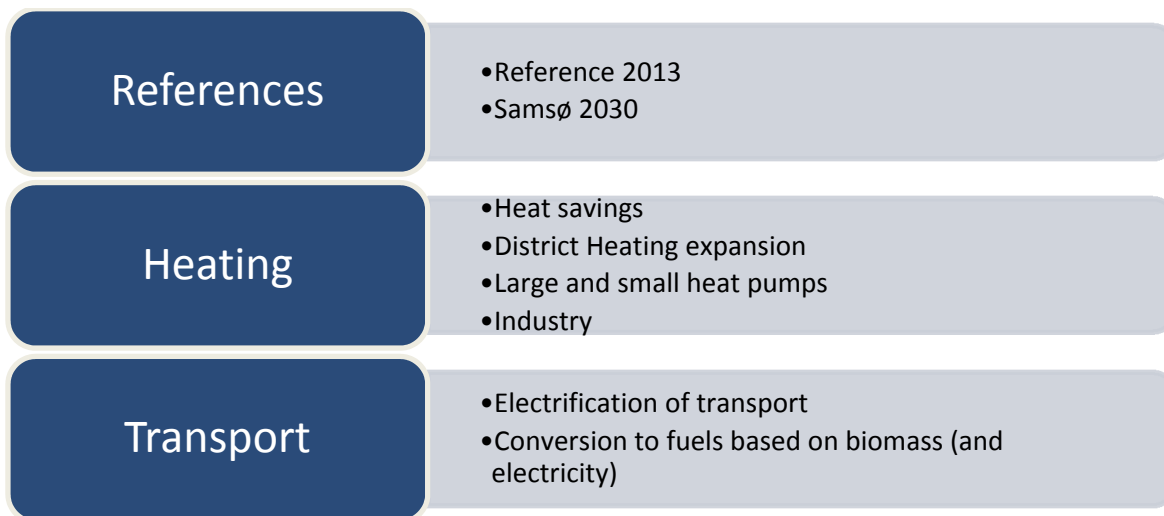 References
•Reference 2013
•Samsø 2030
Heating
•Heat savings
•District Heating expansion
•Large and small heat pumps
•Industry
Transport
•Electrification of transport
•Conversion to fuels based on biomass (and
electricity)